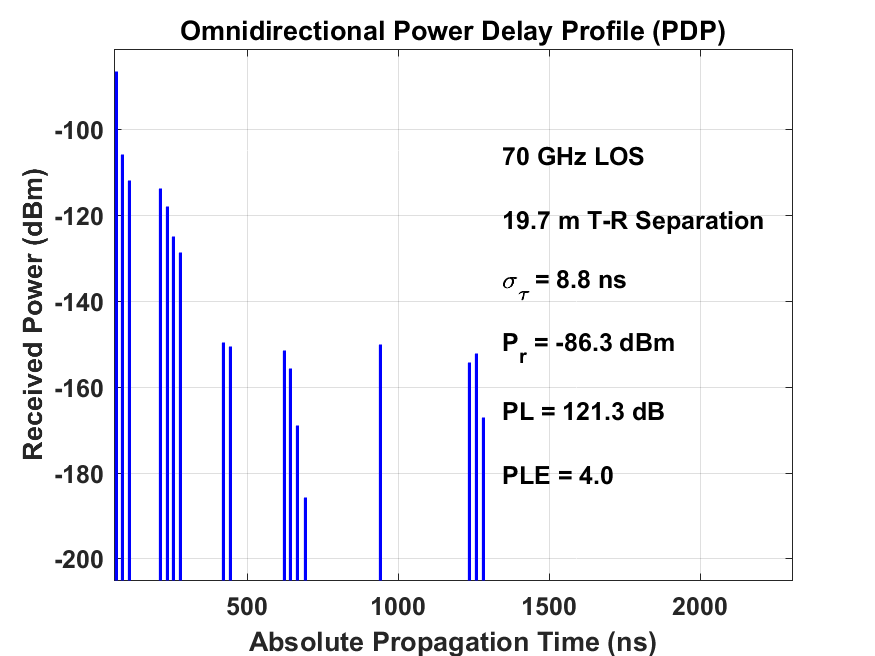 Omnidirectional Power Delay Profile (PDP)
-100
-120
-140
-160
-180
-200
Received Power (dBm)
70 GHz LOS
19.7 m T-R Separation
σ_τ = 8.8 ns
P_r = -86.3 dBm
PL = 121.3 dB
PLE = 4.0
500 1000 1500 2000
Absolute Propagation Time (ns)